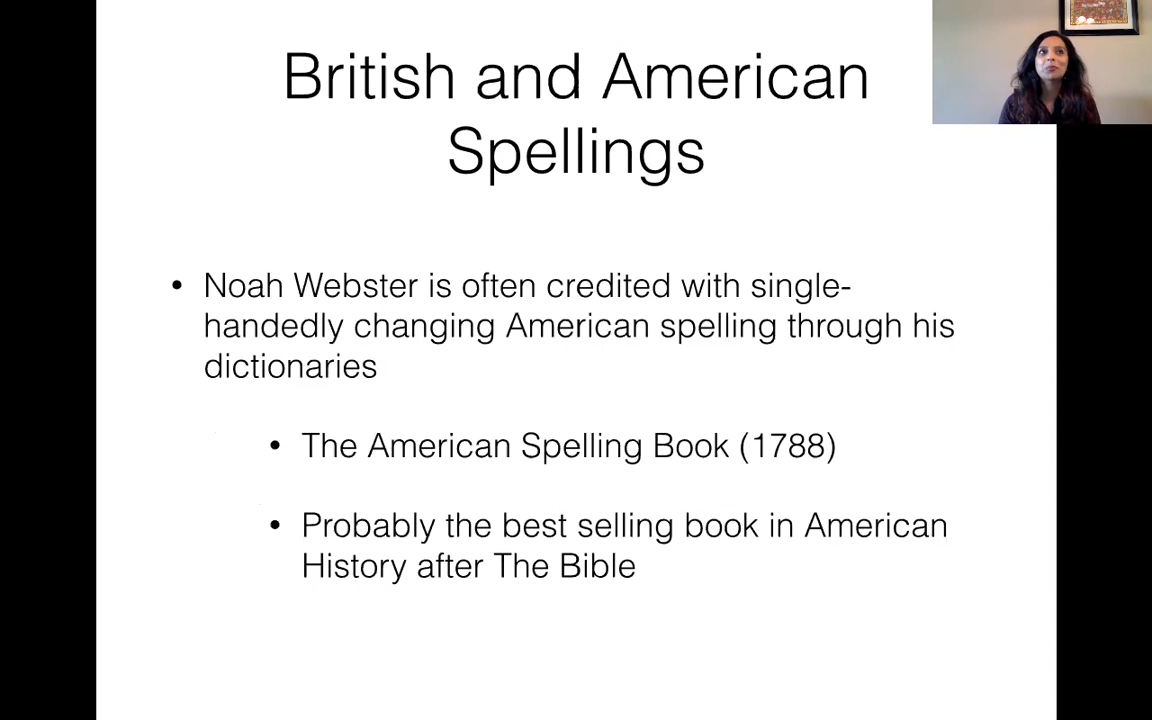 British and American
Spellings
• Noah Webster is often credited with single-
handedly changing American spelling through his
dictionaries
• The American Spelling Book (1788)
• Probably the best selling book in American
History after The Bible